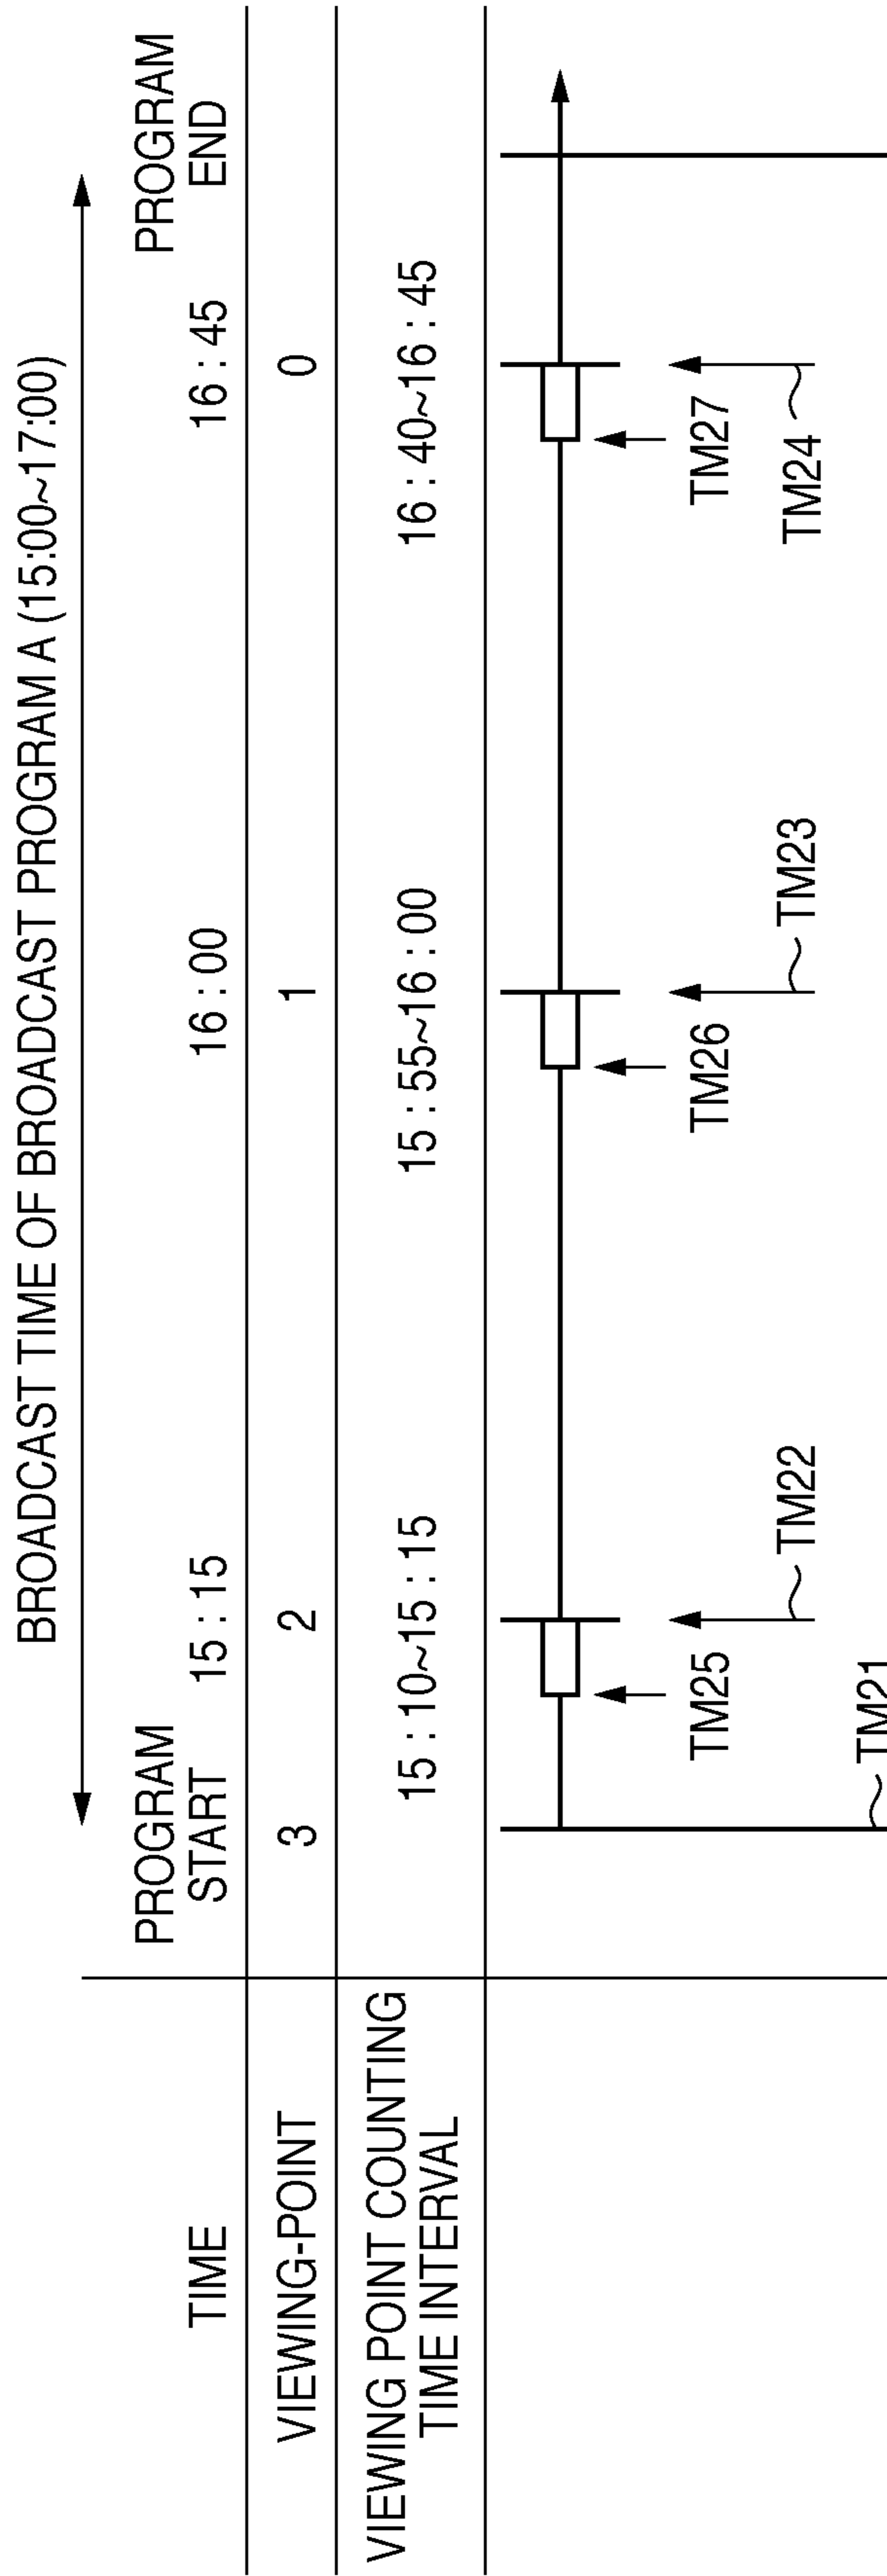 BROADCAST TIME OF BROADCAST PROGRAM A (15:00~17:00)
PROGRAM
START
PROGRAM
END
TIME
15 : 15
16 : 00
16 : 45
VIEWING-POINT
3
2
1
0
VIEWING POINT COUNTING
TIME INTERVAL
15 : 10~15 : 15
15 : 55~16 : 00
16 : 40~16 : 45
TM25
TM26
TM27
TM22
TM23
TM24
TM21